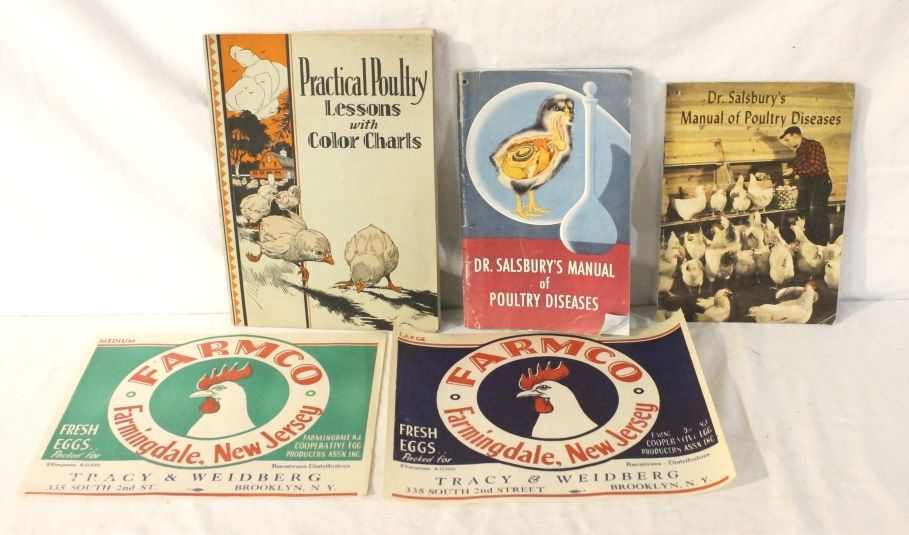 Practical Poultry
Lessons
with
Color Charts
DR. SALSBURY'S MANUAL
of
POULTRY DISEASES
Dr. Salsbury's
Manual of Poultry Diseases
MEDIUM
FARMCO
Farmingdale, New Jersey
FRESH
EGGS
Packed for
FARMINGDALE N.J.
COOPERATIVE EGG
PRODUCERS ASSN INC
EVergreen
Receivers-Distributors
TRACY & WEIDBERG
335 SOUTH 2nd ST.
BROOKLYN, N.Y.
LARGE
FARMCO
Farmingdale, New Jersey
FRESH
EGGS
Packed for
COOPERATIVE EGG
PRODUCERS ASSN INC
EVergreen
Receivers - Distributors
TRACY & WEIDBERG
335 SOUTH 2nd STREET
BROOKLYN, N.Y.